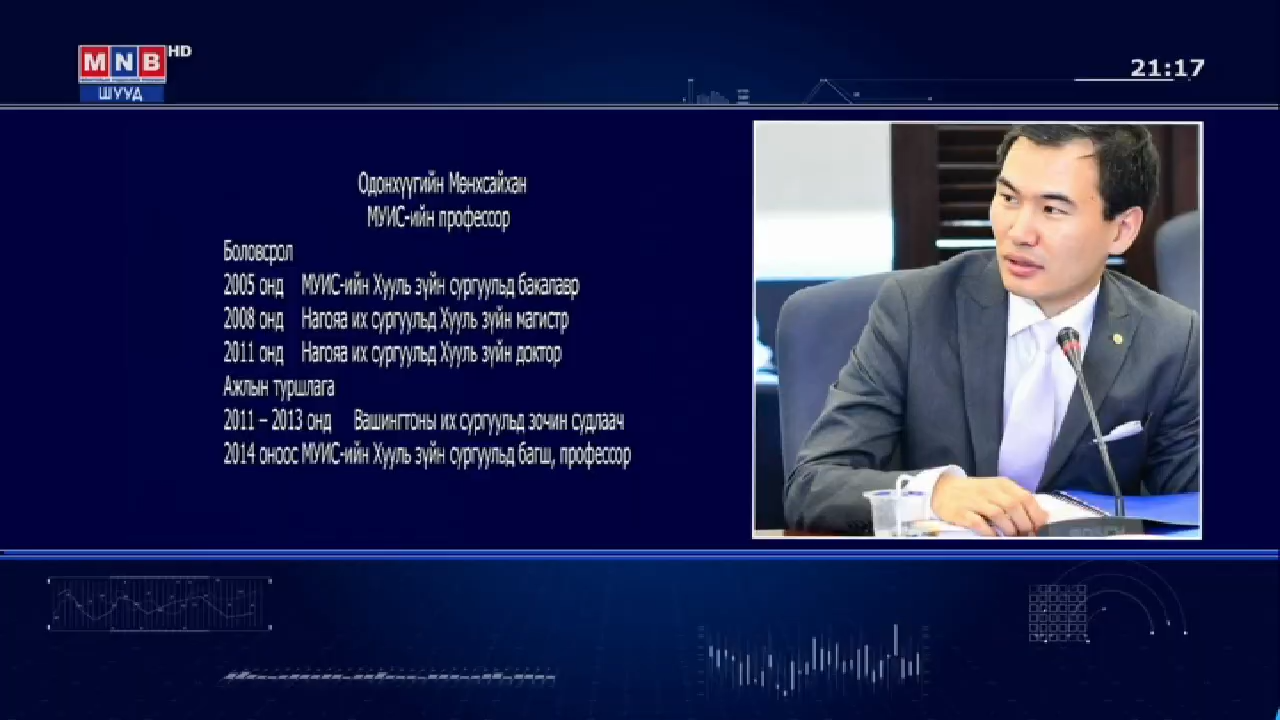 MNB HD
ШУУД
21:17
Одонхүүгийн Мөнхсайхан
МУИС-ийн профессор
Боловсрол
2005 онд МУИС-ийн Хууль зүйн сургуульд бакалавр
2008 онд Нагояа их сургуульд Хууль зүйн магистр
2011 онд Нагояа их сургуульд Хууль зүйн доктор
Ажлын туршлага
2011 – 2013 онд Вашингтоны их сургуульд зочин судлаач
2014 оноос МУИС-ийн Хууль зүйн сургуульд багш, профессор